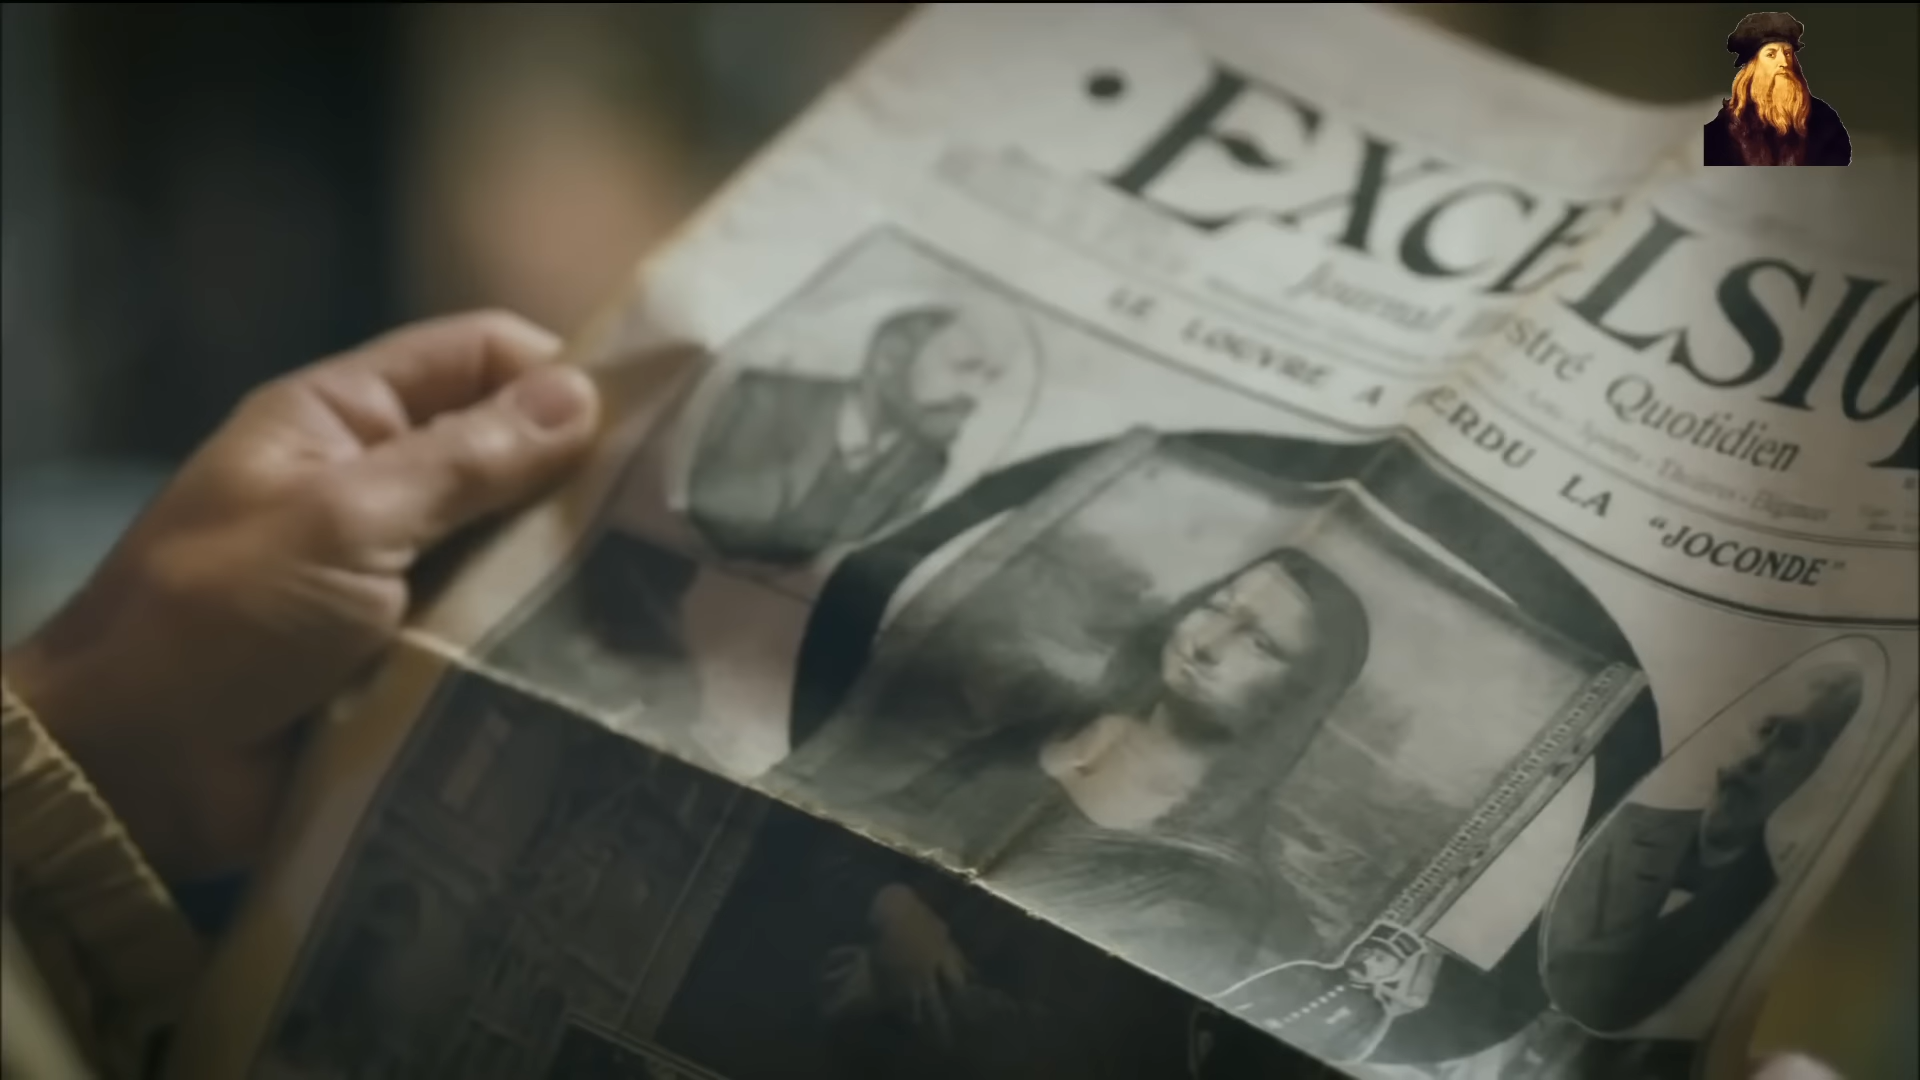 • EXCELSIO
Journal stré Quotidien
LE LOUVRE A ERDU LA "JOCONDE"